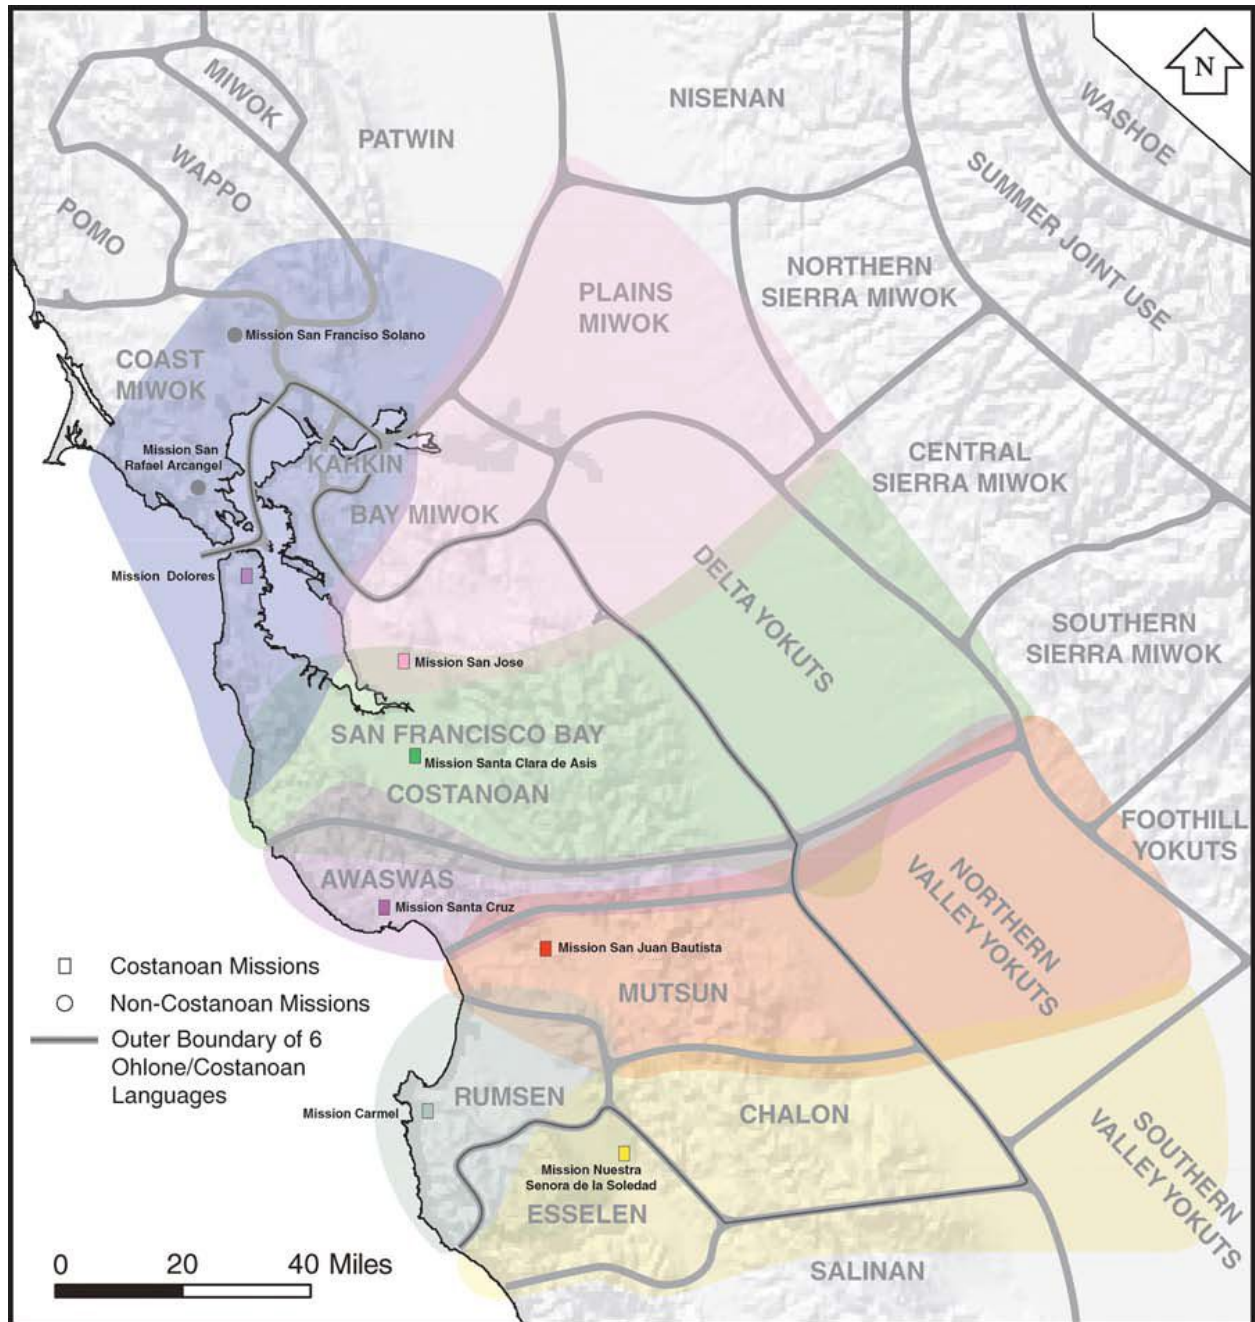 N
MIWOK
PATWIN
NISENAN
WASHOE
WAPPO
POMO
SUMMER JOINT USE
NORTHERN
SIERRA MIWOK
PLAINS
MIWOK
Mission San Franciso Solano
COAST
MIWOK
Mission San
Rafael Arcangel
KARKIN
BAY MIWOK
CENTRAL
SIERRA MIWOK
Mission Dolores
DELTA YOKUTS
SOUTHERN
SIERRA MIWOK
Mission San Jose
SAN FRANCISCO BAY
Mission Santa Clara de Asis
COSTANOAN
FOOTHILL
YOKUTS
AWASWAS
Mission Santa Cruz
NORTHERN
VALLEY YOKUTS
Mission San Juan Bautista
MUTSUN
Costanoan Missions
Non-Costanoan Missions
Outer Boundary of 6
Ohlone/Costanoan
Languages
RUMSEN
Mission Carmel
CHALON
SOUTHERN
VALLEY YOKUTS
Mission Nuestra
Senora de la Soledad
ESSELEN
SALINAN
0 20 40 Miles